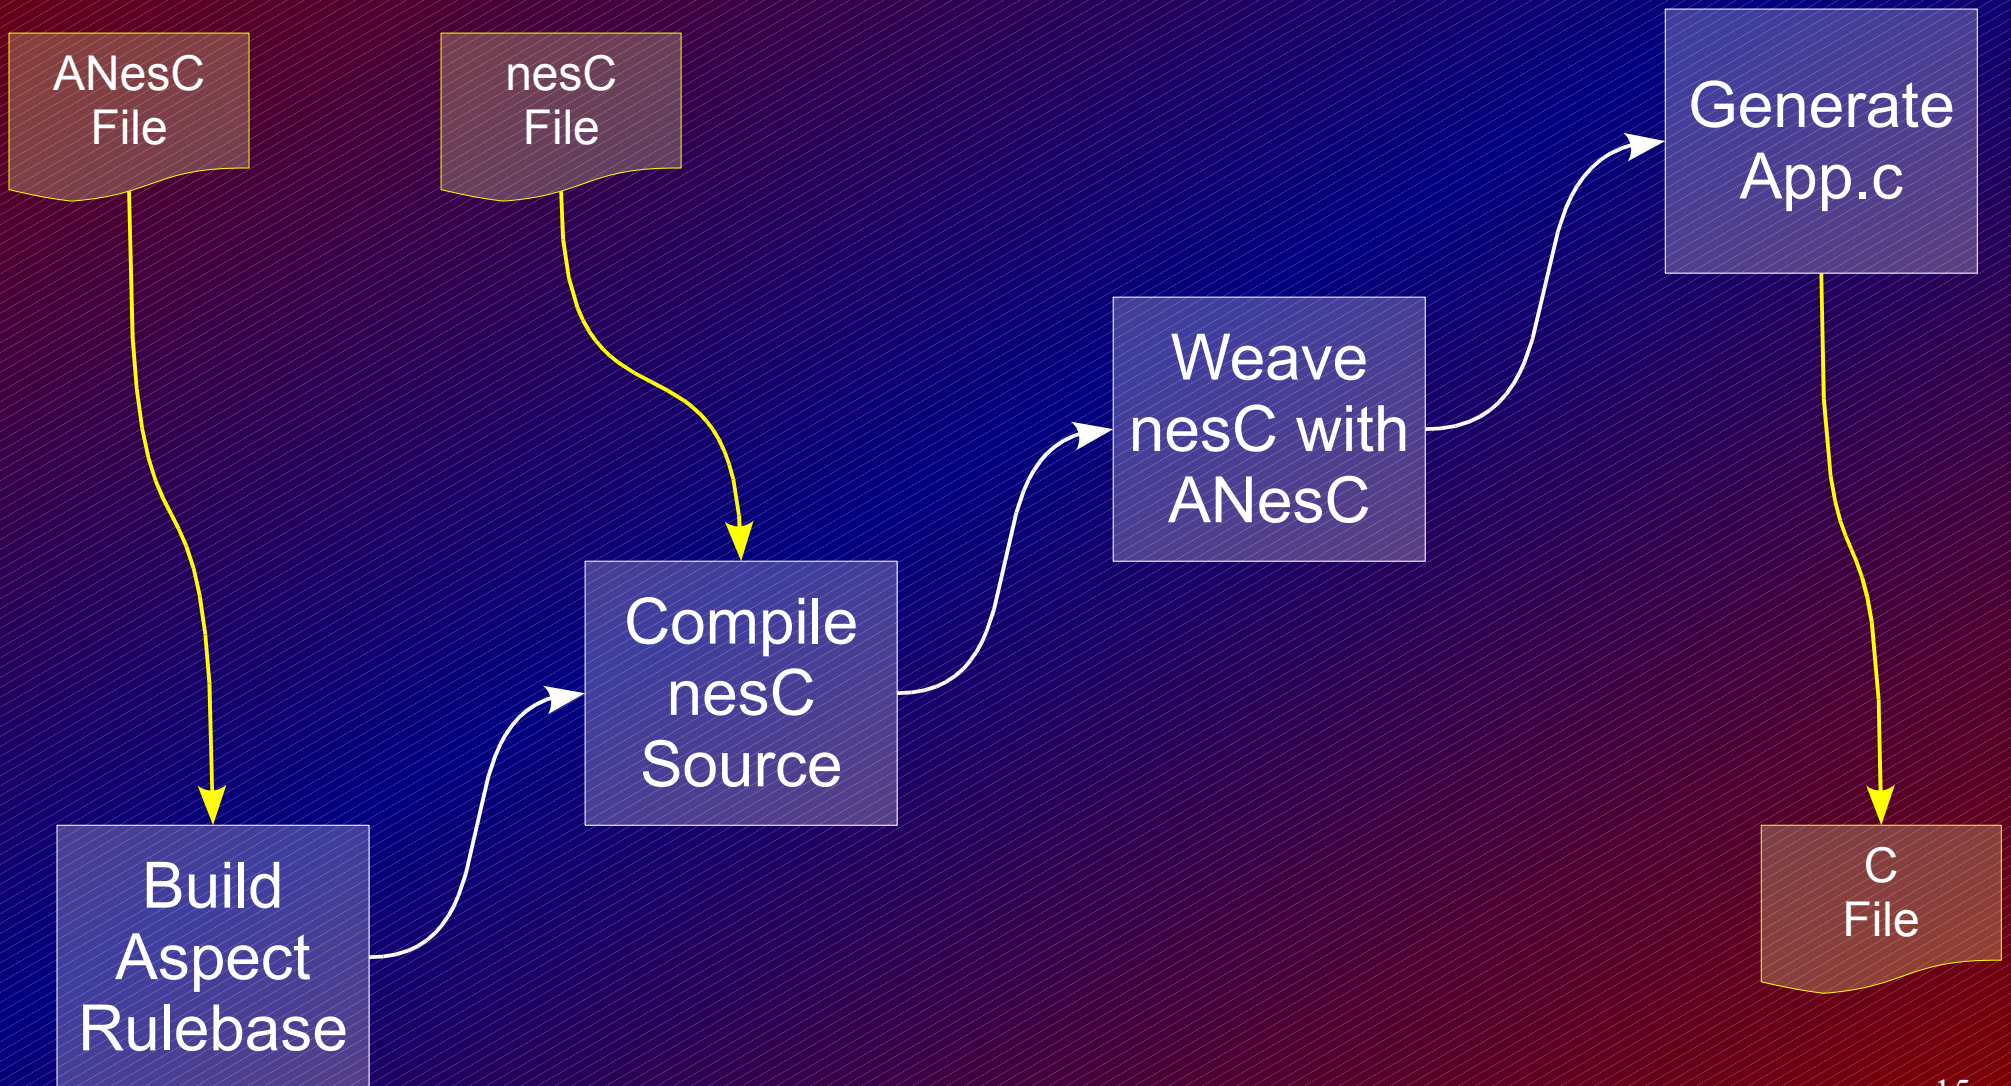 ANesC
File
nesC
File
Generate
App.c
Weave
nesC with
ANesC
Compile
nesC
Source
Build
Aspect
Rulebase
C
File